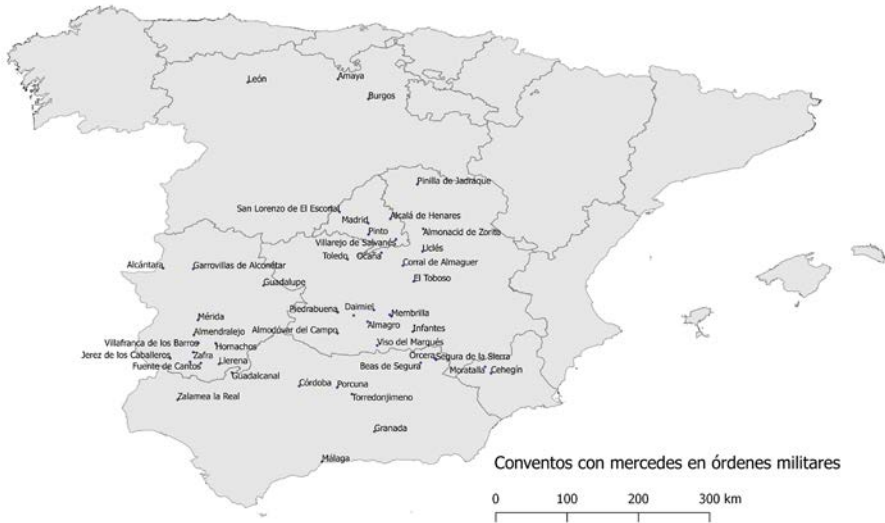 León
Amaya
Burgos
Pinilla de Jadraque
San Lorenzo de El Escorial
Madrid
Alcalá de Henares
Pinto
Almonacid de Zorita
Villarejo de Salvanés
Uclés
Toledo
Ocaña
Corral de Almaguer
Alcántara
Garrovillas de Alconétar
El Toboso
Guadalupe
Piedrabuena
Daimiel
Membrilla
Mérida
Almagro
Infantes
Almendralejo
Almodóvar del Campo
Villafranca de los Barros
Hornachos
Viso del Marqués
Jerez de los Caballeros
Zafra
Orcera
Segura de la Sierra
Fuente de Cantos
Llerena
Beas de Segura
Moratalla
Cehegín
Guadalcanal
Córdoba
Porcuna
Zalamea la Real
Torredonjimeno
Granada
Málaga
Conventos con mercedes en órdenes militares
0 100 200 300 km